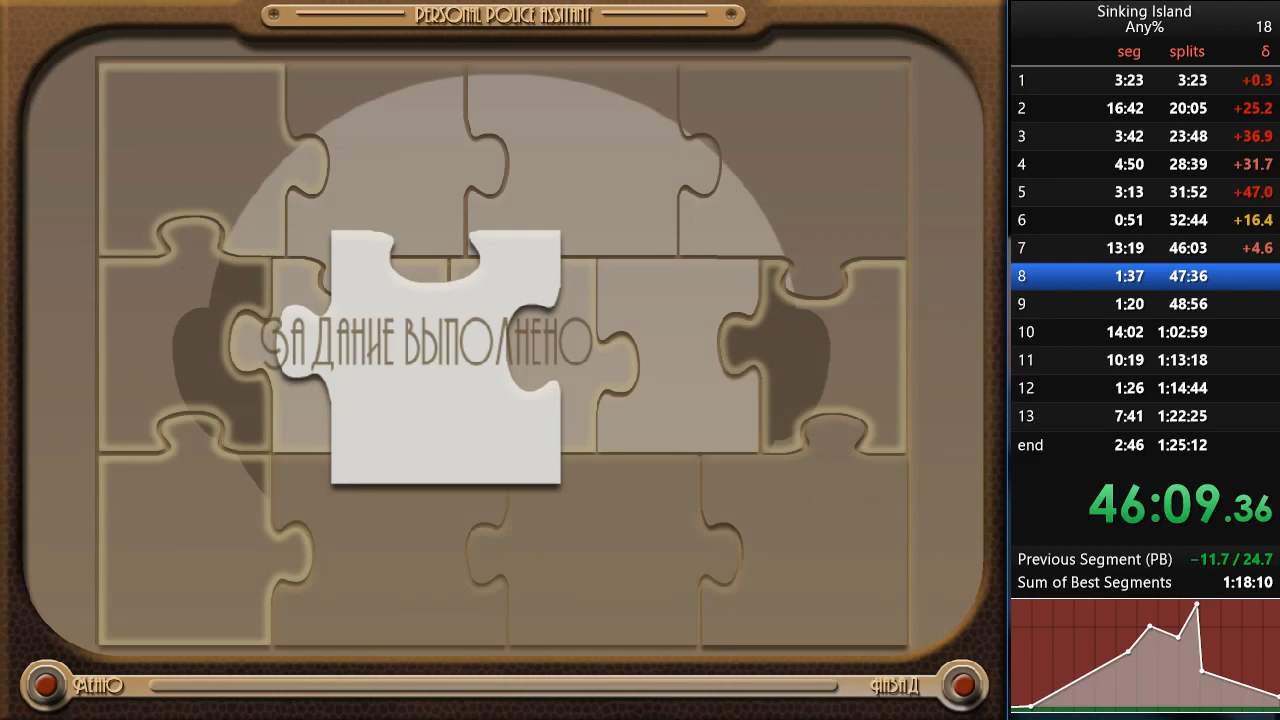 PERSONAL POLICE ASSITANT
ЗАДАНИЕ ВЫПОЛНЕНО
МЕНЮ
НАЗАД
Sinking Island
Any% 18
seg splits δ
1 3:23 3:23 +0.3
2 16:42 20:05 +25.2
3 3:42 23:48 +36.9
4 4:50 28:39 +31.7
5 3:13 31:52 +47.0
6 0:51 32:44 +16.4
7 13:19 46:03 +4.6
8 1:37 47:36
9 1:20 48:56
10 14:02 1:02:59
11 10:19 1:13:18
12 1:26 1:14:44
13 7:41 1:22:25
end 2:46 1:25:12
46:09.36
Previous Segment (PB) −11.7 / 24.7
Sum of Best Segments 1:18:10